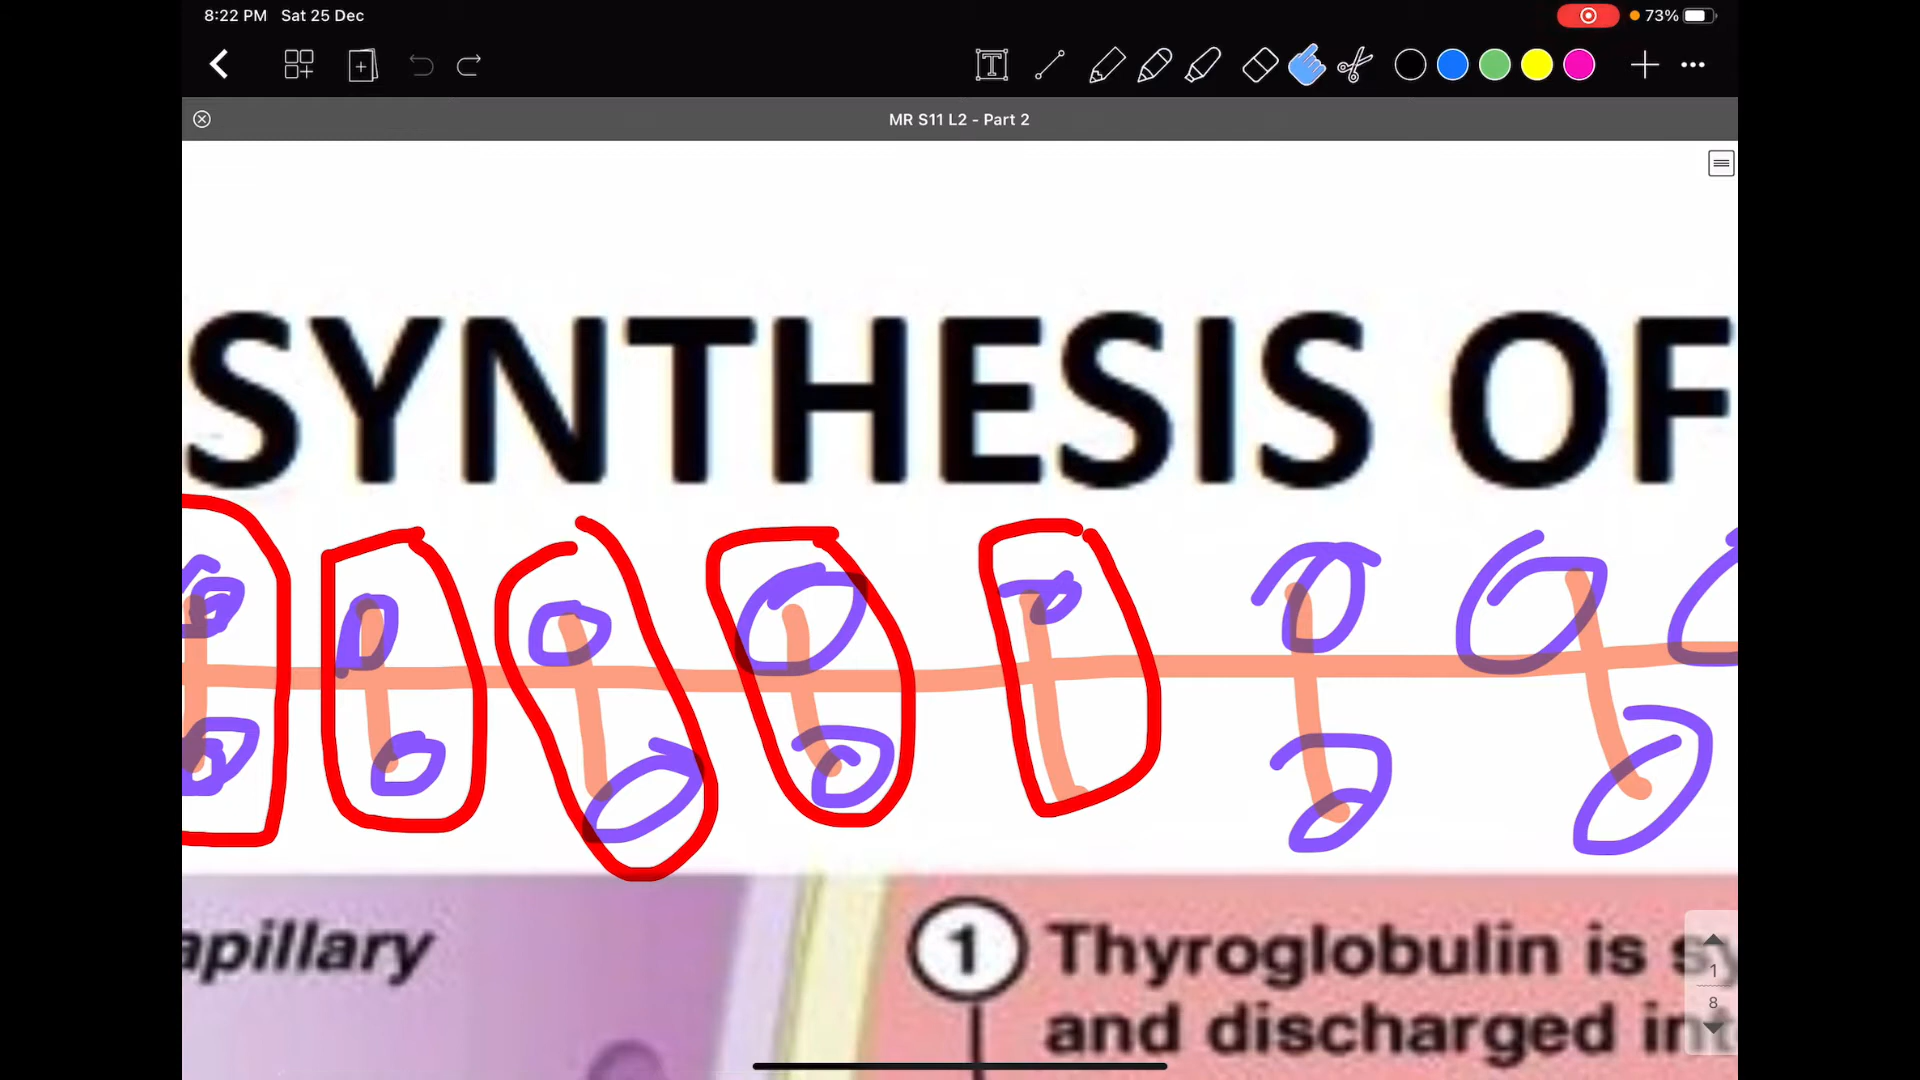 8:22 PM Sat 25 Dec
73%
T
MR S11 L2 - Part 2
SYNTHESIS OF
apillary
1 Thyroglobulin is
and discharged
1
8